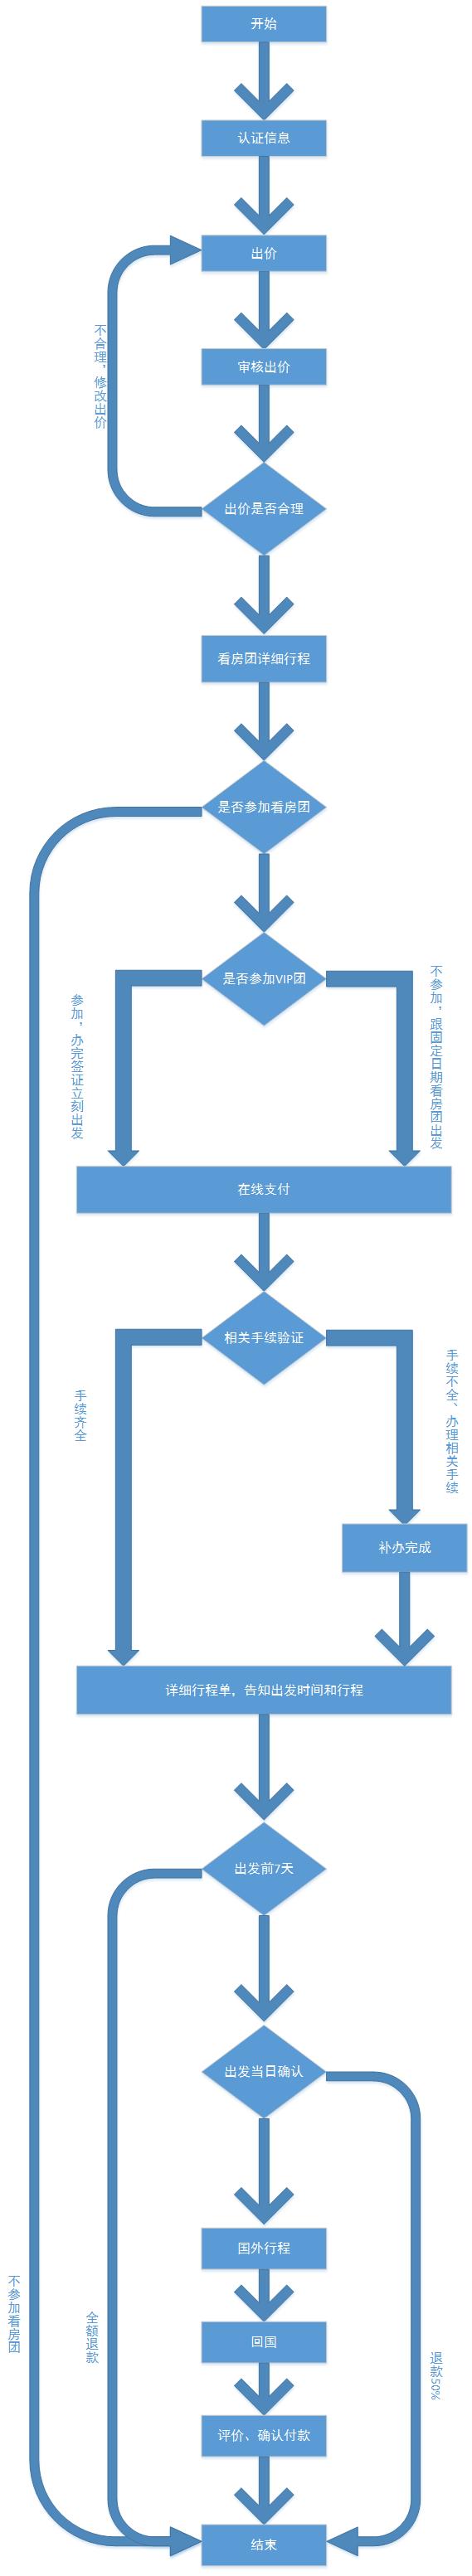 开始
认证信息
出价
不合理，修改出价
审核出价
出价是否合理
看房团详细行程
是否参加看房团
是否参加VIP团
参加，办完签证立刻出发
不参加，跟固定日期看房团出发
在线支付
相关手续验证
手续齐全
手续不全、办理相关手续
补办完成
详细行程单，告知出发时间和行程
出发前7天
出发当日确认
国外行程
不参加看房团
全额退款
回国
退款50%
评价、确认付款
结束